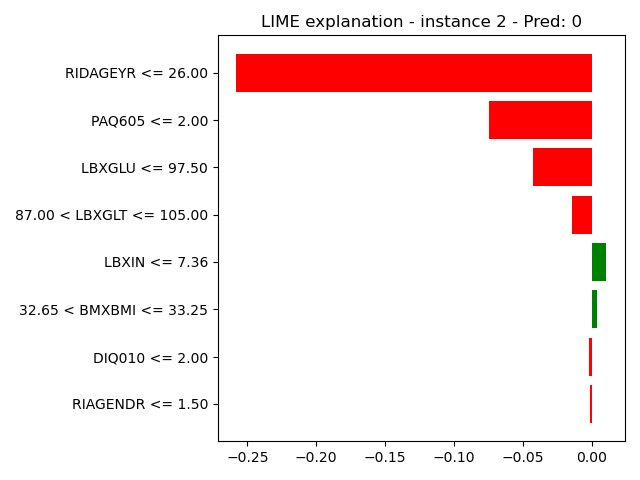 LIME explanation - instance 2 - Pred: 0
RIDAGEYR <= 26.00
PAQ605 <= 2.00
LBXGLU <= 97.50
87.00 < LBXGLT <= 105.00
LBXIN <= 7.36
32.65 < BMXBMI <= 33.25
DIQ010 <= 2.00
RIAGENDR <= 1.50
−0.25 −0.20 −0.15 −0.10 −0.05 0.00